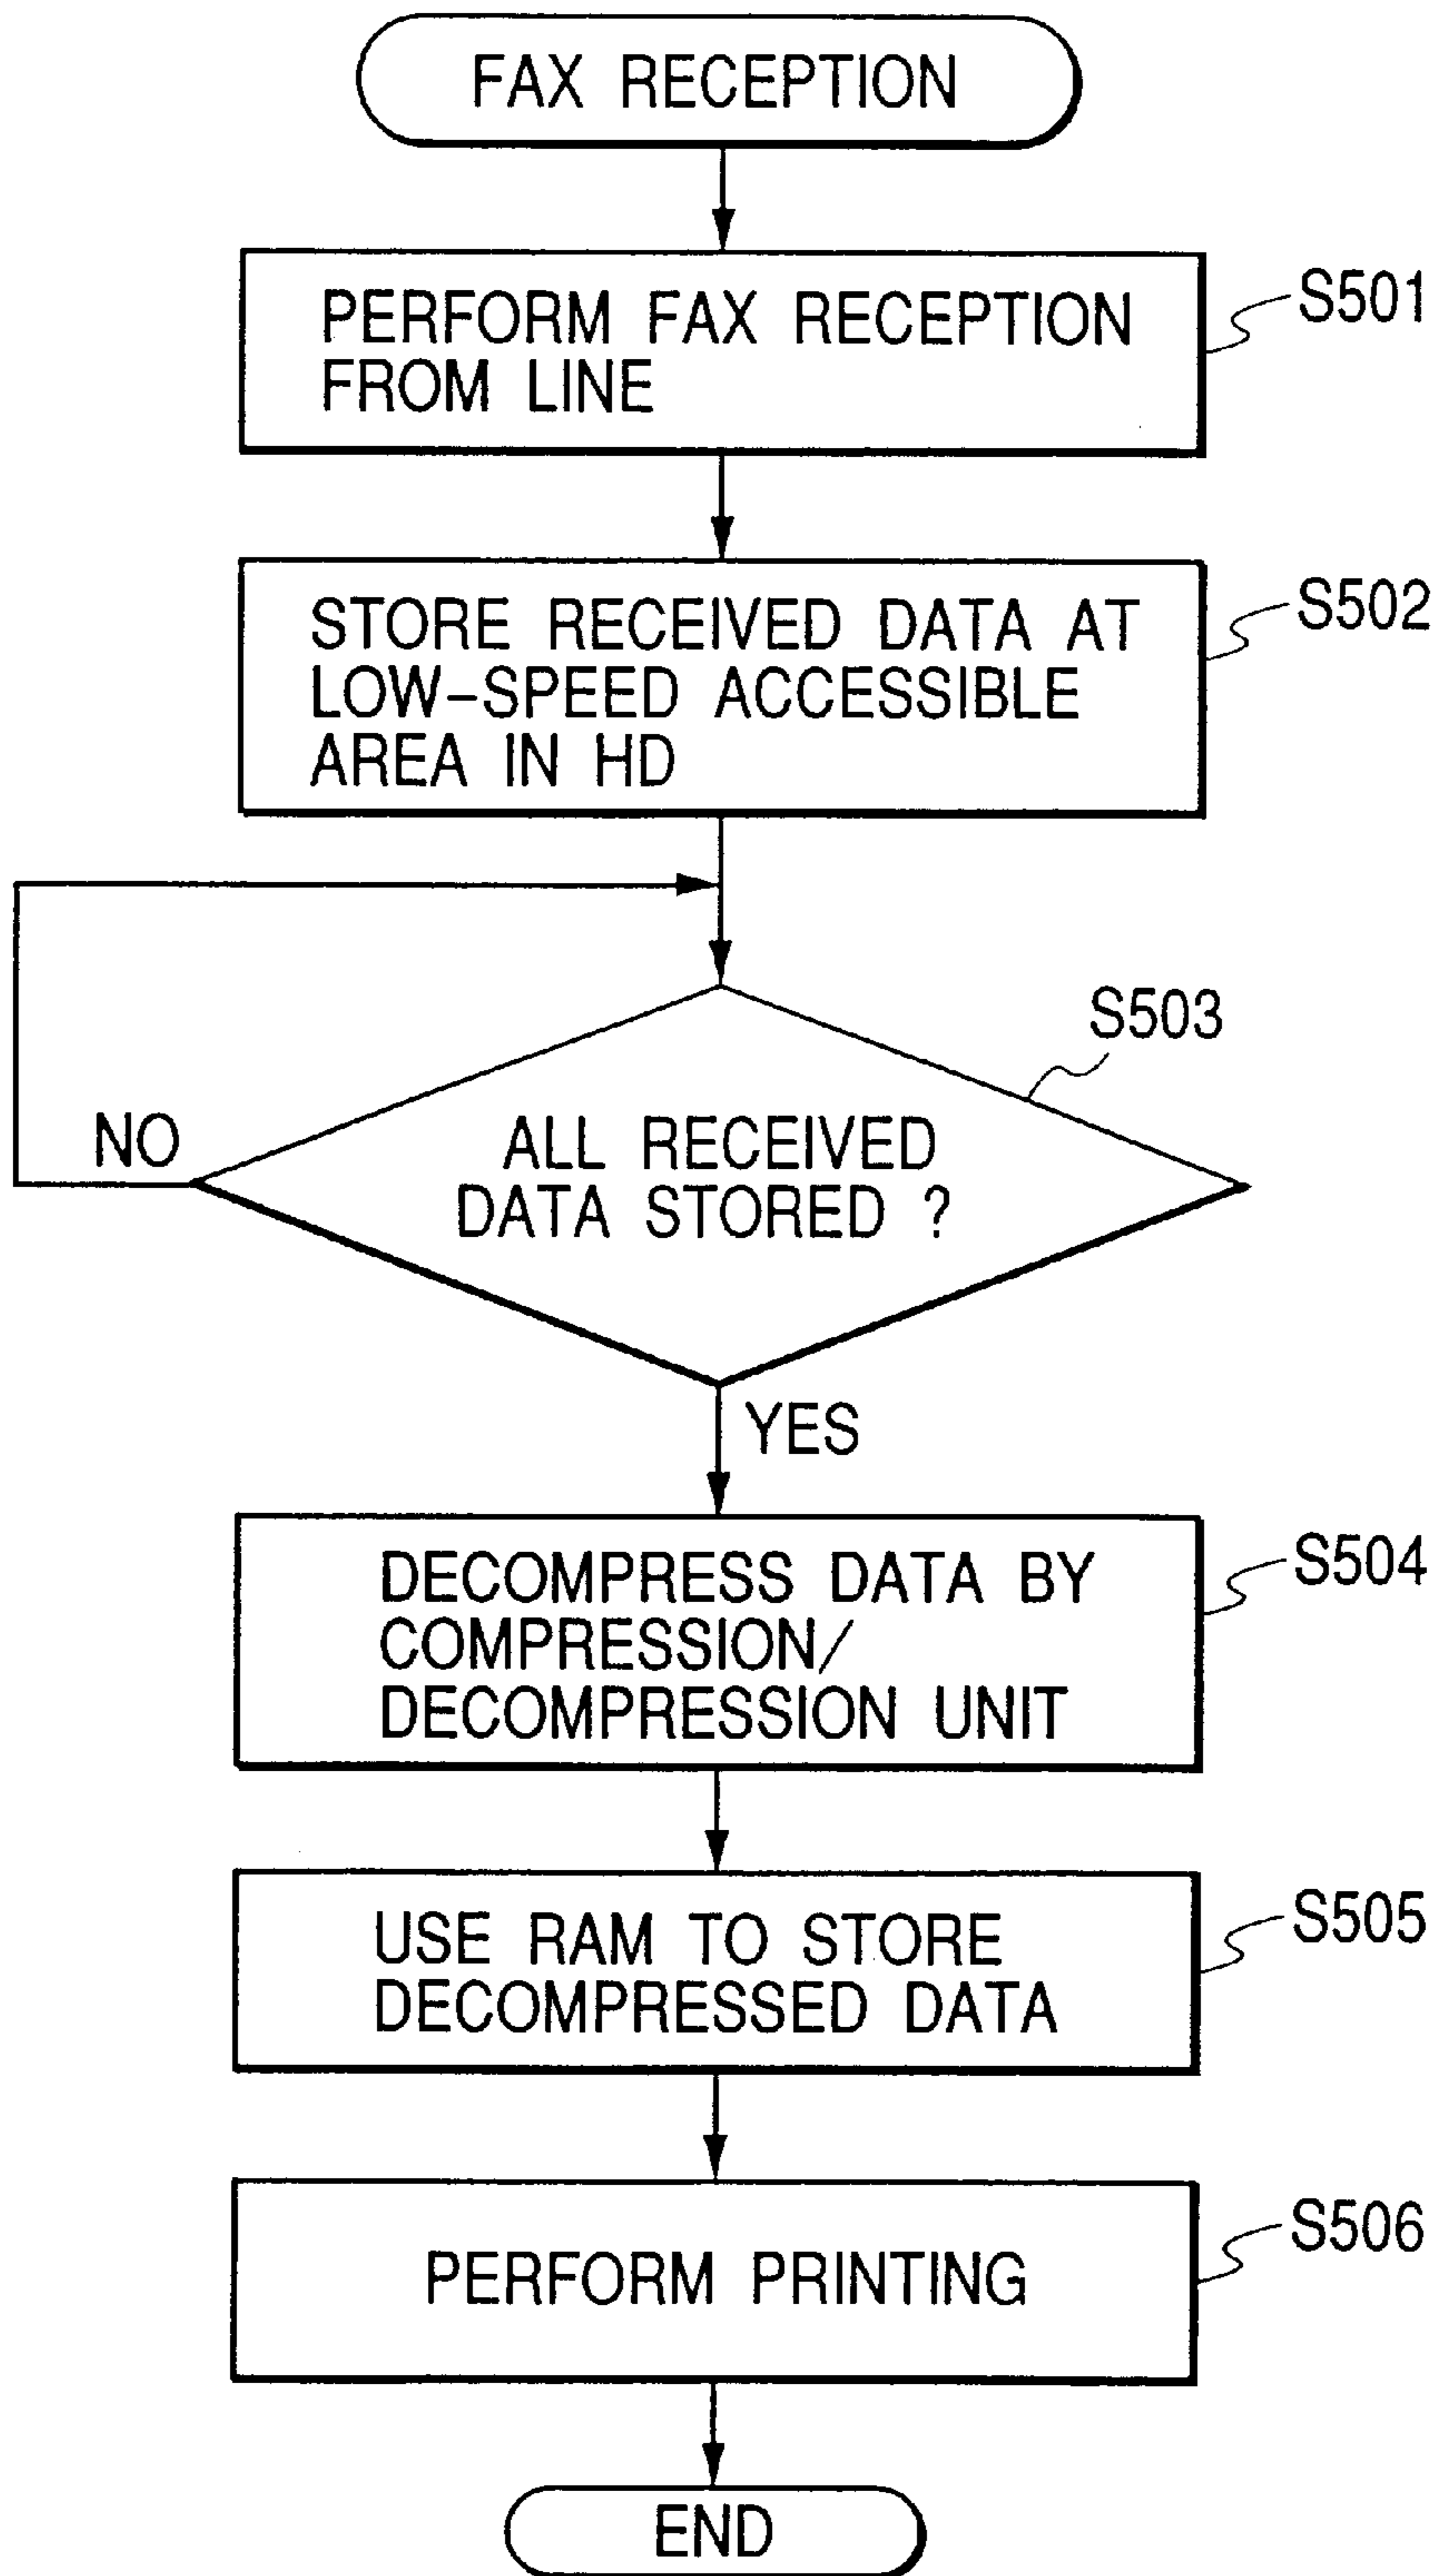 FAX RECEPTION
PERFORM FAX RECEPTION
FROM LINE
S501
STORE RECEIVED DATA AT
LOW-SPEED ACCESSIBLE
AREA IN HD
S502
S503
ALL RECEIVED
DATA STORED ?
NO
YES
DECOMPRESS DATA BY
COMPRESSION/
DECOMPRESSION UNIT
S504
USE RAM TO STORE
DECOMPRESSED DATA
S505
PERFORM PRINTING
S506
END